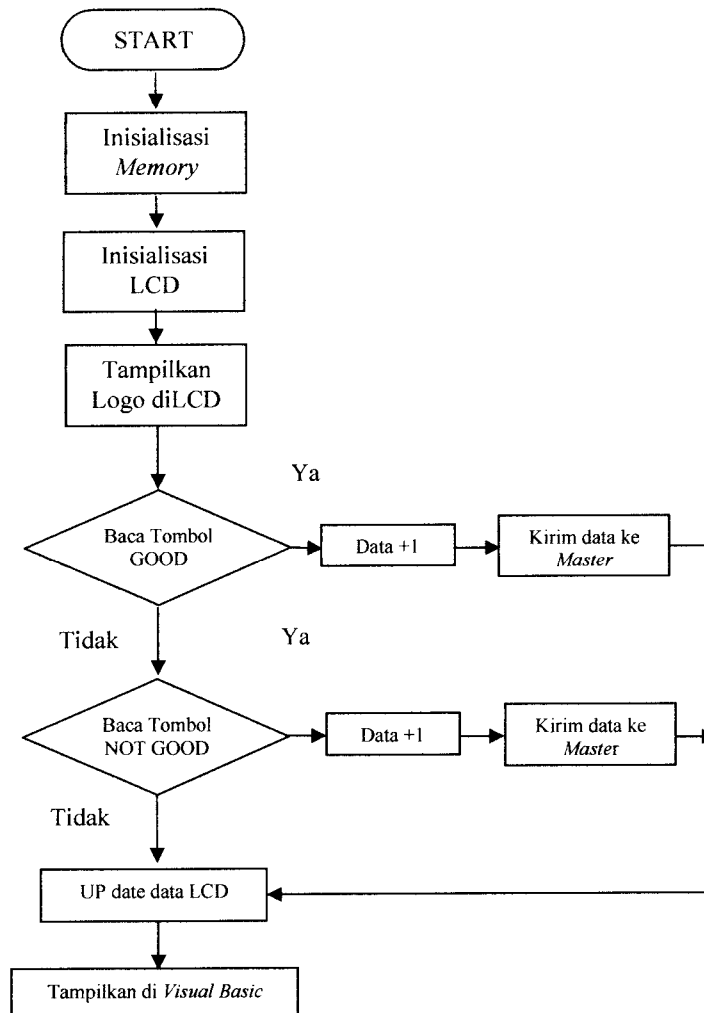 START
Inisialisasi
Memory
Inisialisasi
LCD
Tampilkan
Logo diLCD
Ya
Baca Tombol
GOOD
Data +1
Kirim data ke
Master
Tidak
Ya
Baca Tombol
NOT GOOD
Data +1
Kirim data ke
Master
Tidak
UP date data LCD
Tampilkan di Visual Basic